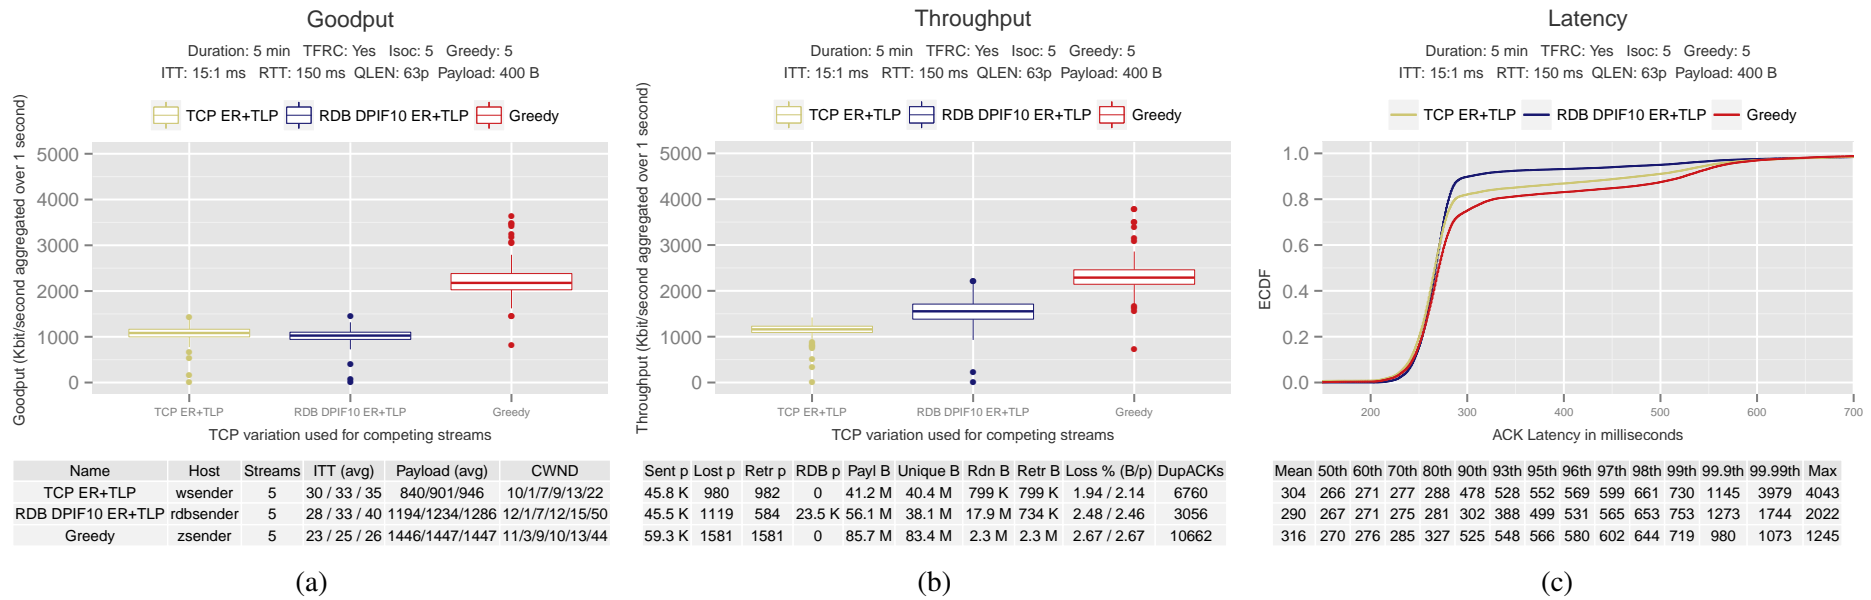 Goodput
Duration: 5 min TFRC: Yes Isoc: 5 Greedy: 5
ITT: 15:1 ms RTT: 150 ms QLEN: 63p Payload: 400 B
TCP ER+TLP RDB DPIF10 ER+TLP Greedy
Goodput (Kbit/second aggregated over 1 second)
5000
4000
3000
2000
1000
0
TCP ER+TLP RDB DPIF10 ER+TLP Greedy
TCP variation used for competing streams
Name Host Streams ITT (avg) Payload (avg) CWND
TCP ER+TLP wsender 5 30 / 33 / 35 840/901/946 10/1/7/9/13/22
RDB DPIF10 ER+TLP rdbsender 5 28 / 33 / 40 1194/1234/1286 12/1/7/12/15/50
Greedy zsender 5 23 / 25 / 26 1446/1447/1447 11/3/9/10/13/44
(a)
Throughput
Duration: 5 min TFRC: Yes Isoc: 5 Greedy: 5
ITT: 15:1 ms RTT: 150 ms QLEN: 63p Payload: 400 B
TCP ER+TLP RDB DPIF10 ER+TLP Greedy
Throughput (Kbit/second aggregated over 1 second)
5000
4000
3000
2000
1000
0
TCP ER+TLP RDB DPIF10 ER+TLP Greedy
TCP variation used for competing streams
Sent p Lost p Retr p RDB p Payl B Unique B Rdn B Retr B Loss % (B/p) DupACKs
45.8 K 980 982 0 41.2 M 40.4 M 799 K 799 K 1.94 / 2.14 6760
45.5 K 1119 584 23.5 K 56.1 M 38.1 M 17.9 M 734 K 2.48 / 2.46 3056
59.3 K 1581 1581 0 85.7 M 83.4 M 2.3 M 2.3 M 2.67 / 2.67 10662
(b)
Latency
Duration: 5 min TFRC: Yes Isoc: 5 Greedy: 5
ITT: 15:1 ms RTT: 150 ms QLEN: 63p Payload: 400 B
TCP ER+TLP RDB DPIF10 ER+TLP Greedy
ECDF
1.0
0.8
0.6
0.4
0.2
0.0
200 300 400 500 600 700
ACK Latency in milliseconds
Mean 50th 60th 70th 80th 90th 93th 95th 96th 97th 98th 99th 99.9th 99.99th Max
304 266 271 277 288 478 528 552 569 599 661 730 1145 3979 4043
290 267 271 275 281 302 388 499 531 565 653 753 1273 1744 2022
316 270 276 285 327 525 548 566 580 602 644 719 980 1073 1245
(c)